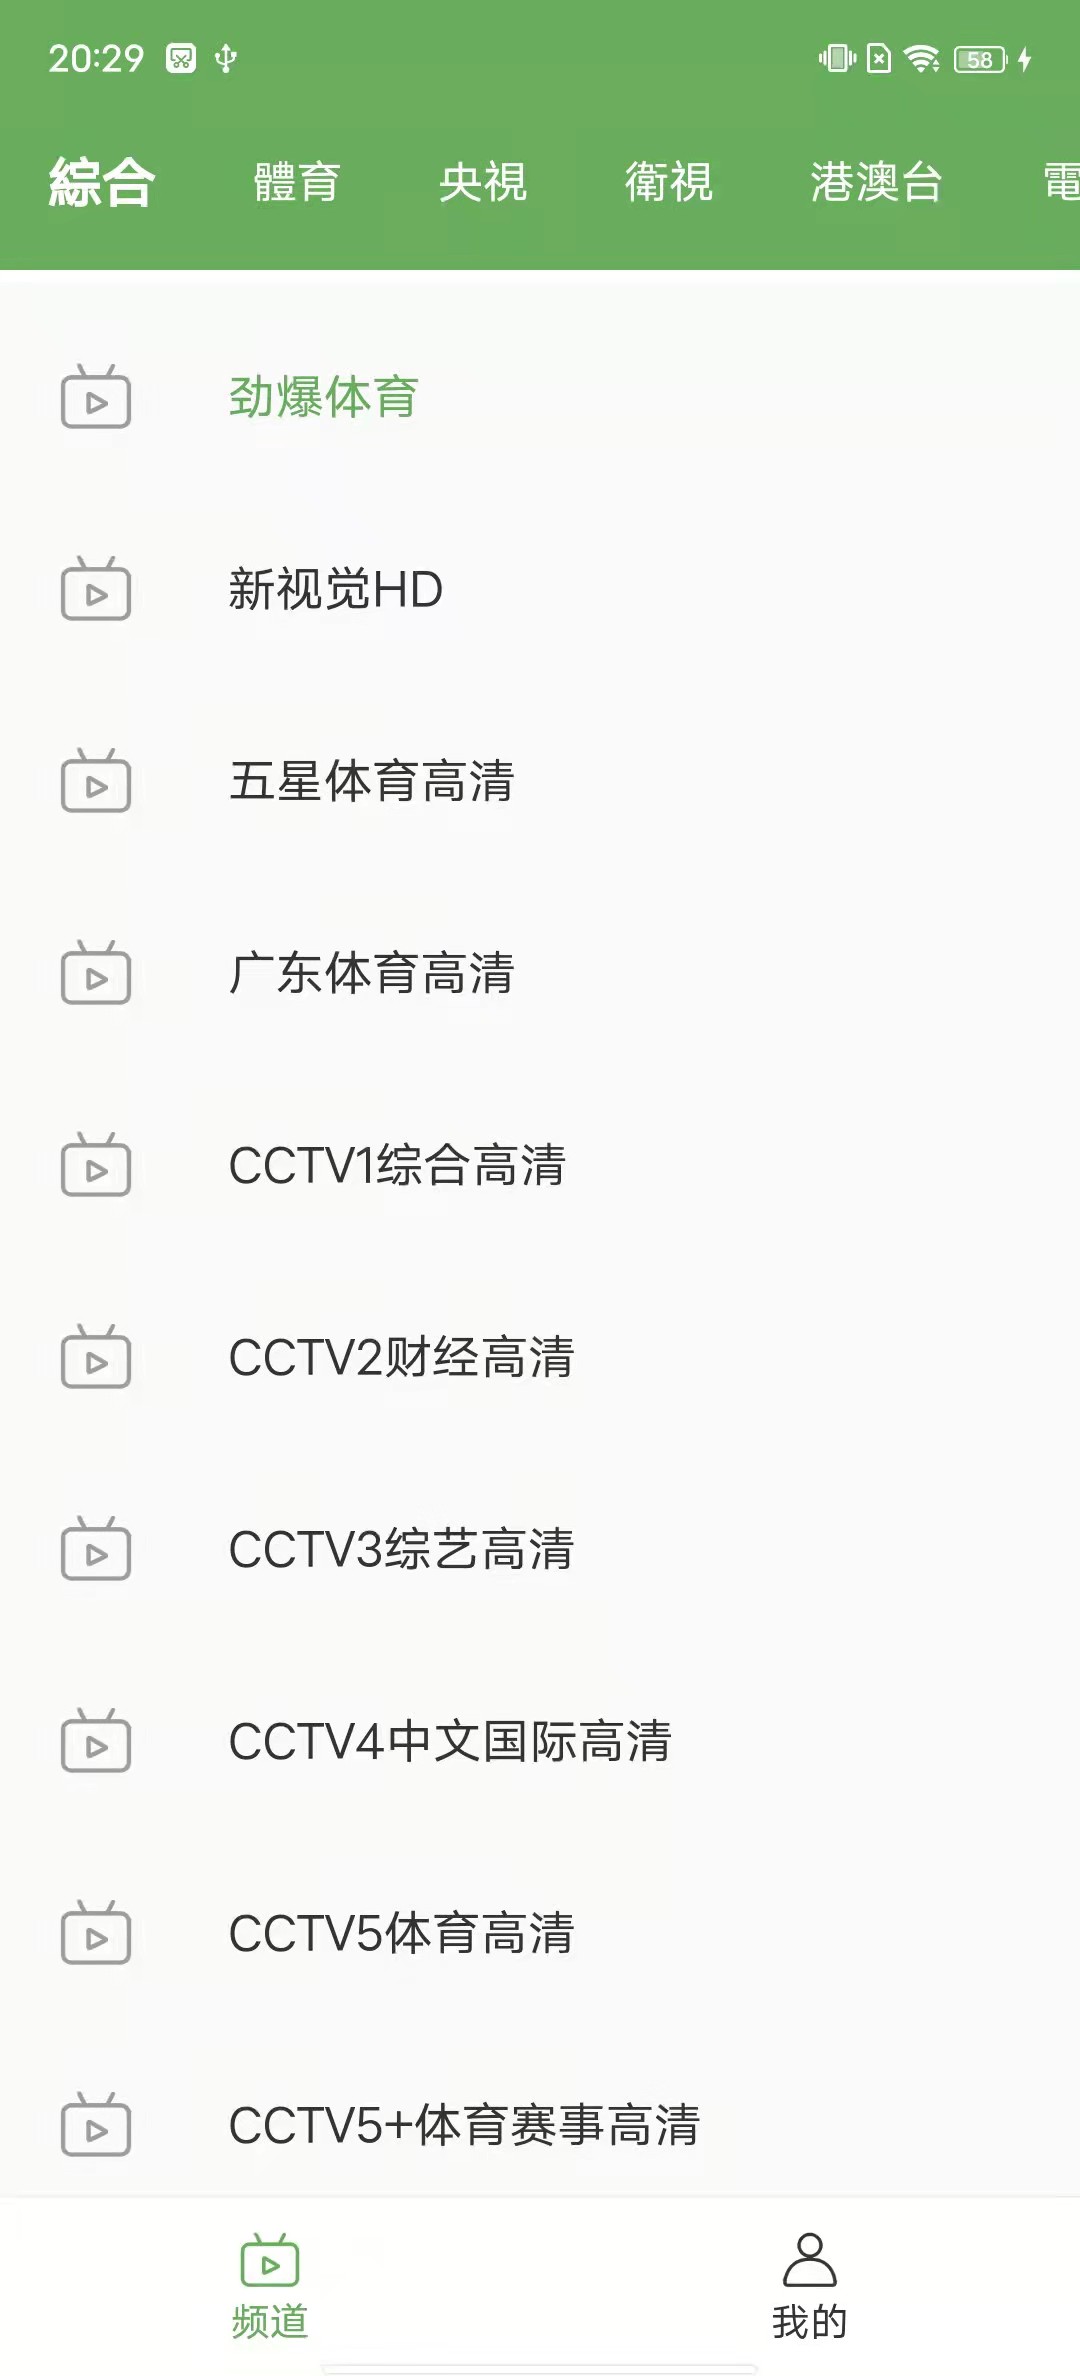 20:29 58
綜合 體育 央視 衛視 港澳台 電
劲爆体育
新视觉HD
五星体育高清
广东体育高清
CCTV1综合高清
CCTV2财经高清
CCTV3综艺高清
CCTV4中文国际高清
CCTV5体育高清
CCTV5+体育赛事高清
频道 我的